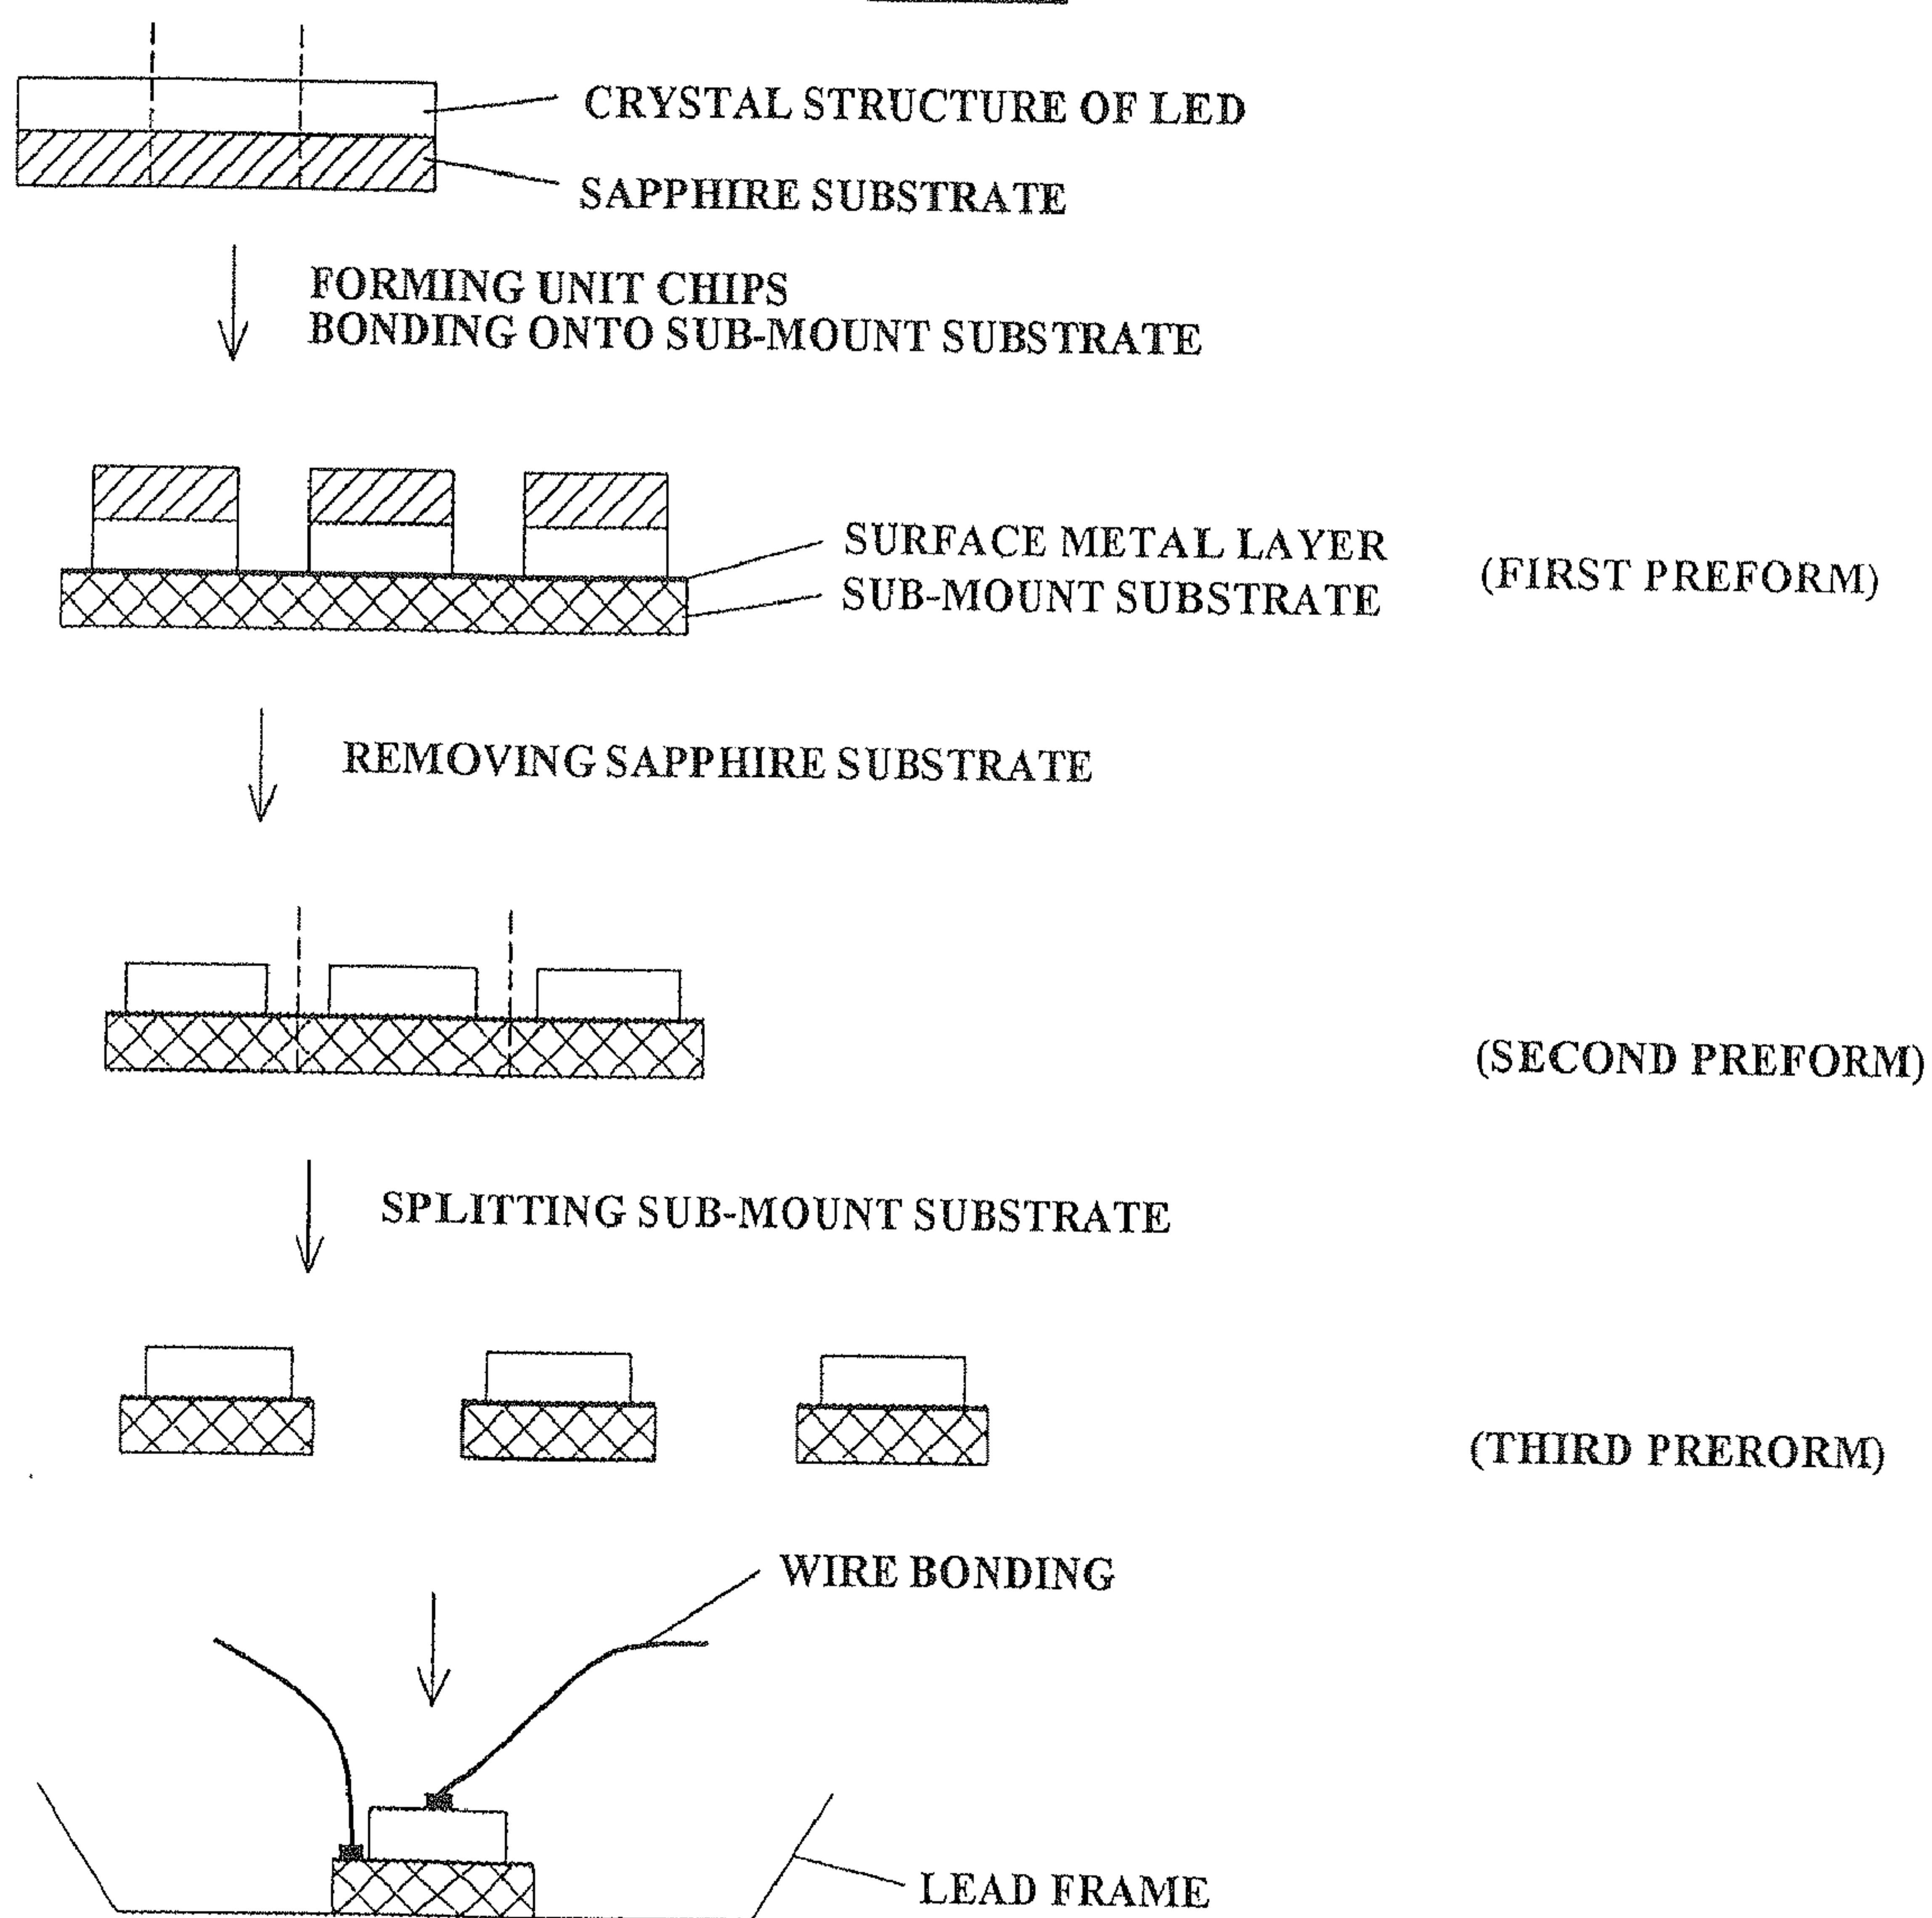 CRYSTAL STRUCTURE OF LED
SAPPHIRE SUBSTRATE
FORMING UNIT CHIPS
BONDING ONTO SUB-MOUNT SUBSTRATE
SURFACE METAL LAYER
SUB-MOUNT SUBSTRATE
(FIRST PREFORM)
REMOVING SAPPHIRE SUBSTRATE
(SECOND PREFORM)
SPLITTING SUB-MOUNT SUBSTRATE
(THIRD PRERORM)
WIRE BONDING
LEAD FRAME